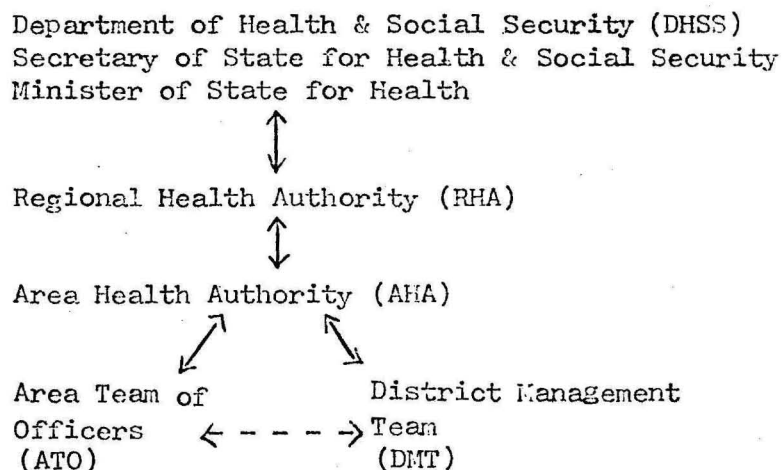 Department of Health & Social Security (DHSS)
Secretary of State for Health & Social Security
Minister of State for Health
Regional Health Authority (RHA)
Area Health Authority (AHA)
Area Team of
Officers
(ATO)
District Management
Team
(DMT)